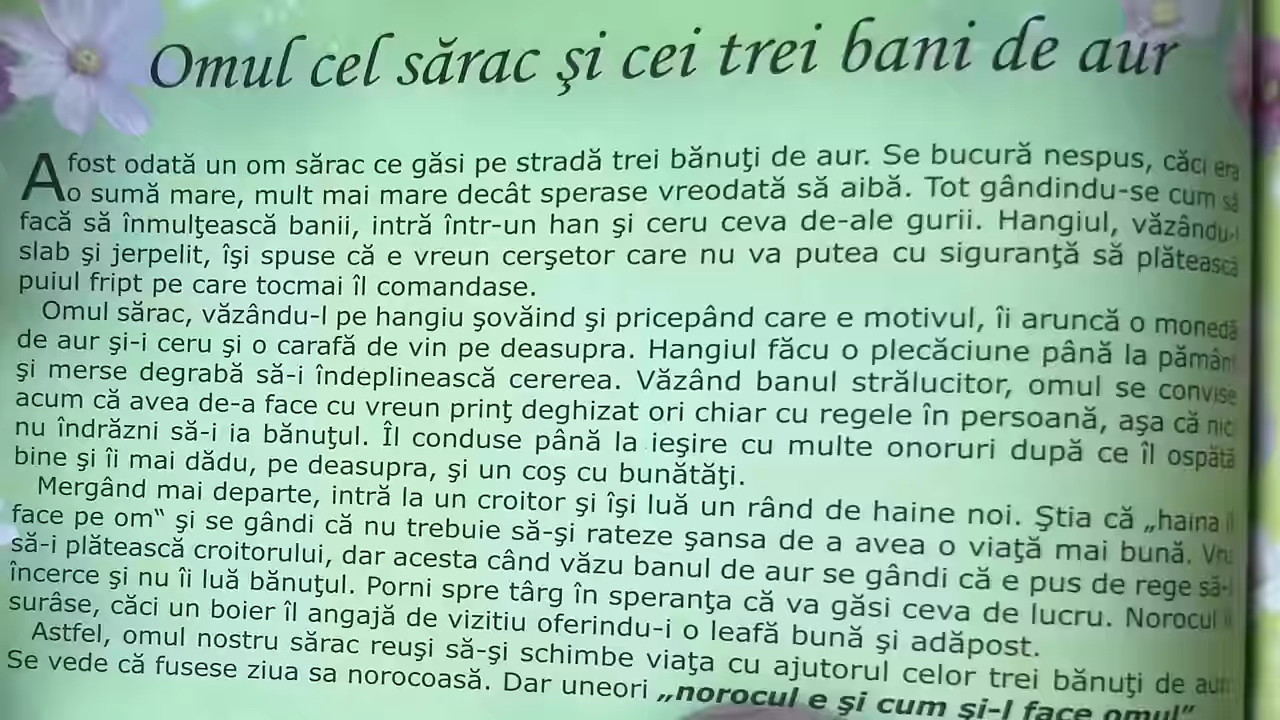 Omul cel sărac şi cei trei bani de aur
A fost odată un om sărac ce găsi pe stradă trei bănuţi de aur. Se bucură nespus, căci era
o sumă mare, mult mai mare decât sperase vreodată să aibă. Tot gândindu-se cum să
facă să înmulţească banii, intră într-un han şi ceru ceva de-ale gurii. Hangiul, văzându-l
slab şi jerpelit, îşi spuse că e vreun cerşetor care nu va putea cu siguranţă să plătească
puiul fript pe care tocmai îl comandase.
Omul sărac, văzându-l pe hangiu şovăind şi pricepând care e motivul, îi aruncă o monedă
de aur şi-i ceru şi o carafă de vin pe deasupra. Hangiul făcu o plecăciune până la pământ
şi merse degrabă să-i îndeplinească cererea. Văzând banul strălucitor, omul se convise
acum că avea de-a face cu vreun prinţ deghizat ori chiar cu regele în persoană, aşa că nici
nu îndrăzni să-i ia bănuţul. Îl conduse până la ieşire cu multe onoruri după ce îl ospătă
bine şi îi mai dădu, pe deasupra, şi un coş cu bunătăţi.
Mergând mai departe, intră la un croitor şi îşi luă un rând de haine noi. Ştia că „haina îl
face pe om“ şi se gândi că nu trebuie să-şi rateze şansa de a avea o viaţă mai bună. Vru
să-i plătească croitorului, dar acesta când văzu banul de aur se gândi că e pus de rege să-l
încerce şi nu îi luă bănuţul. Porni spre târg în speranţa că va găsi ceva de lucru. Norocul îi
surâse, căci un boier îl angajă de vizitiu oferindu-i o leafă bună şi adăpost.
Astfel, omul nostru sărac reuşi să-şi schimbe viaţa cu ajutorul celor trei bănuţi de aur.
Se vede că fusese ziua sa norocoasă. Dar uneori „norocul e şi cum şi-l face omul”